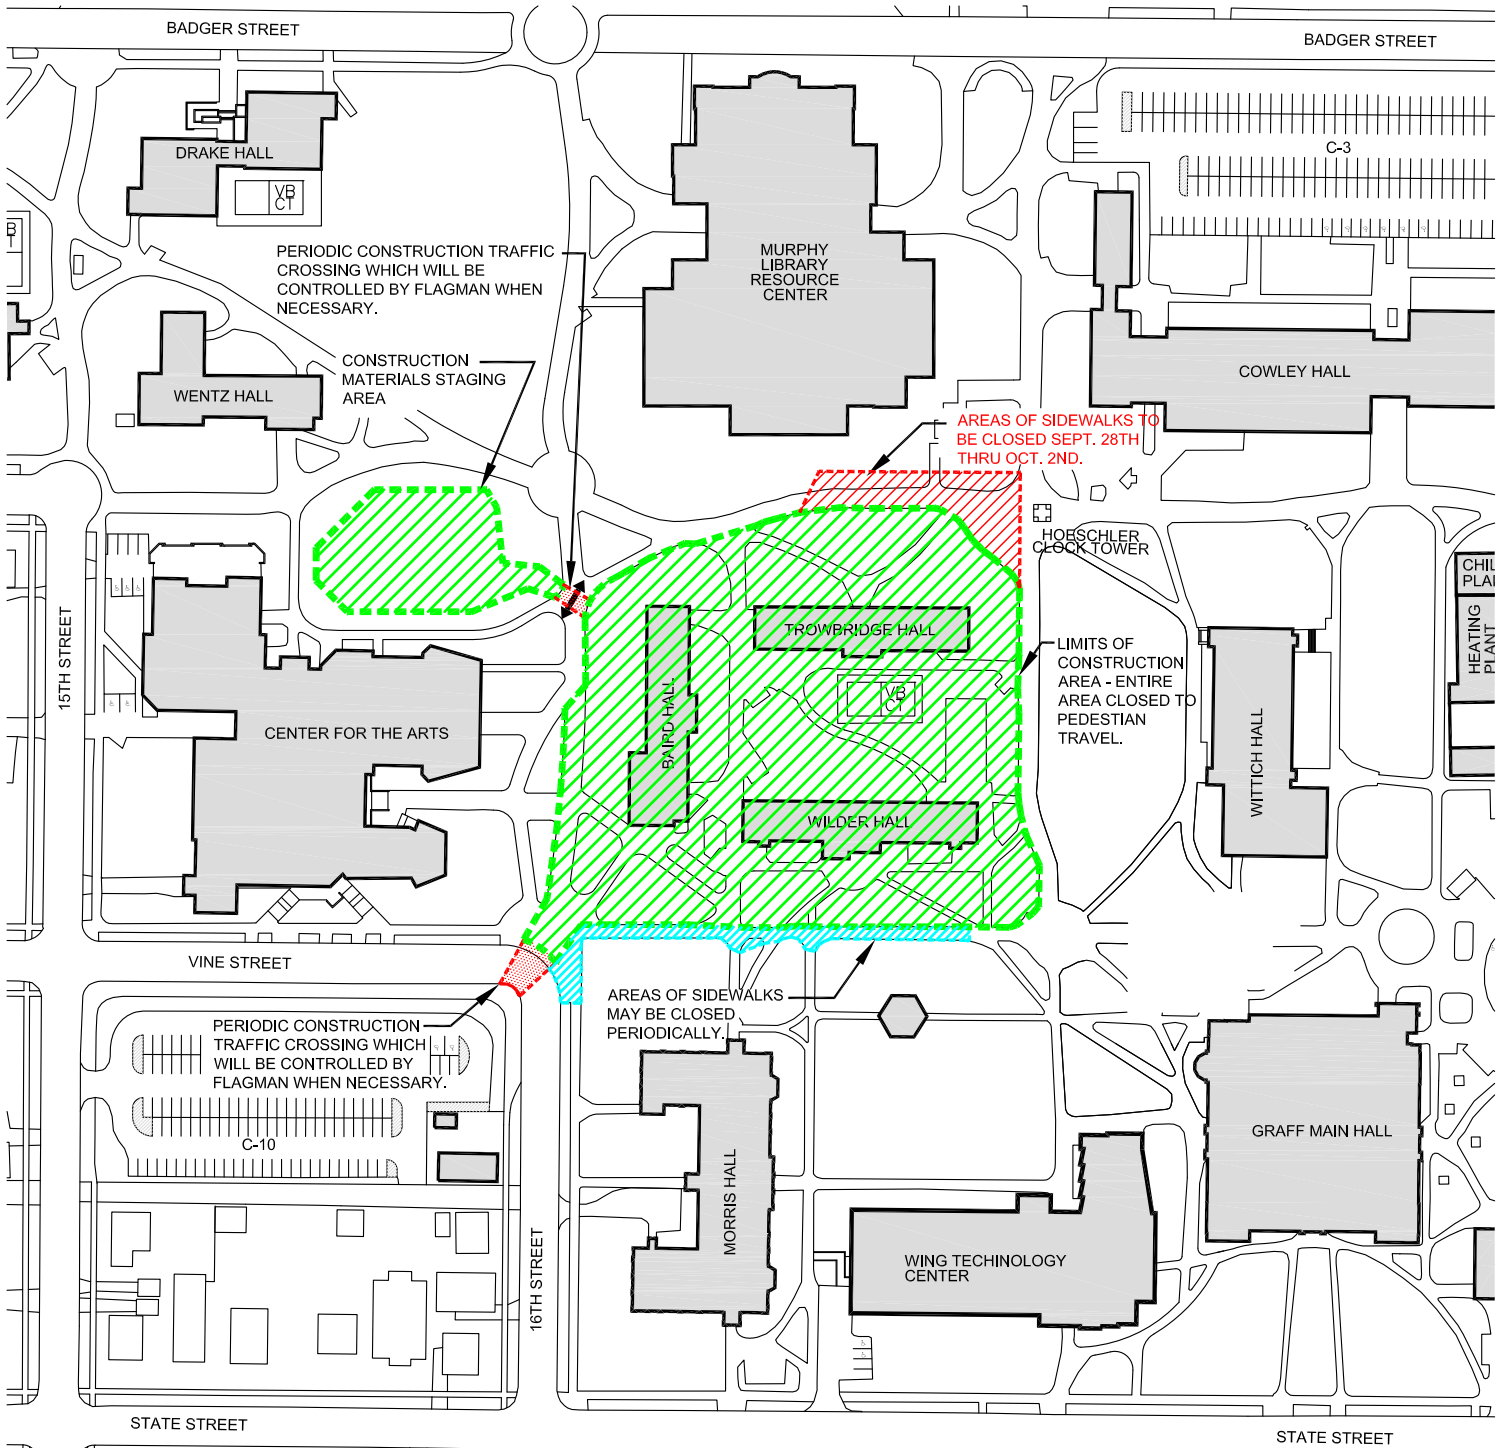 BADGER STREET
BADGER STREET
DRAKE HALL
VB
CT
C-3
PERIODIC CONSTRUCTION TRAFFIC
CROSSING WHICH WILL BE
CONTROLLED BY FLAGMAN WHEN
NECESSARY.
MURPHY
LIBRARY
RESOURCE
CENTER
CONSTRUCTION
MATERIALS STAGING
AREA
WENTZ HALL
COWLEY HALL
AREAS OF SIDEWALKS TO
BE CLOSED SEPT. 28TH
THRU OCT. 2ND.
HOESCHLER
CLOCK TOWER
CHIL
PLA
HEATING
PLANT
15TH STREET
TROWBRIDGE HALL
LIMITS OF
CONSTRUCTION
AREA - ENTIRE
AREA CLOSED TO
PEDESTIAN
TRAVEL.
VB
CT
BAIRD HALL
CENTER FOR THE ARTS
WITTICH HALL
WILDER HALL
VINE STREET
AREAS OF SIDEWALKS
MAY BE CLOSED
PERIODICALLY.
PERIODIC CONSTRUCTION
TRAFFIC CROSSING WHICH
WILL BE CONTROLLED BY
FLAGMAN WHEN NECESSARY.
C-10
GRAFF MAIN HALL
MORRIS HALL
WING TECHNOLOGY
CENTER
16TH STREET
STATE STREET
STATE STREET